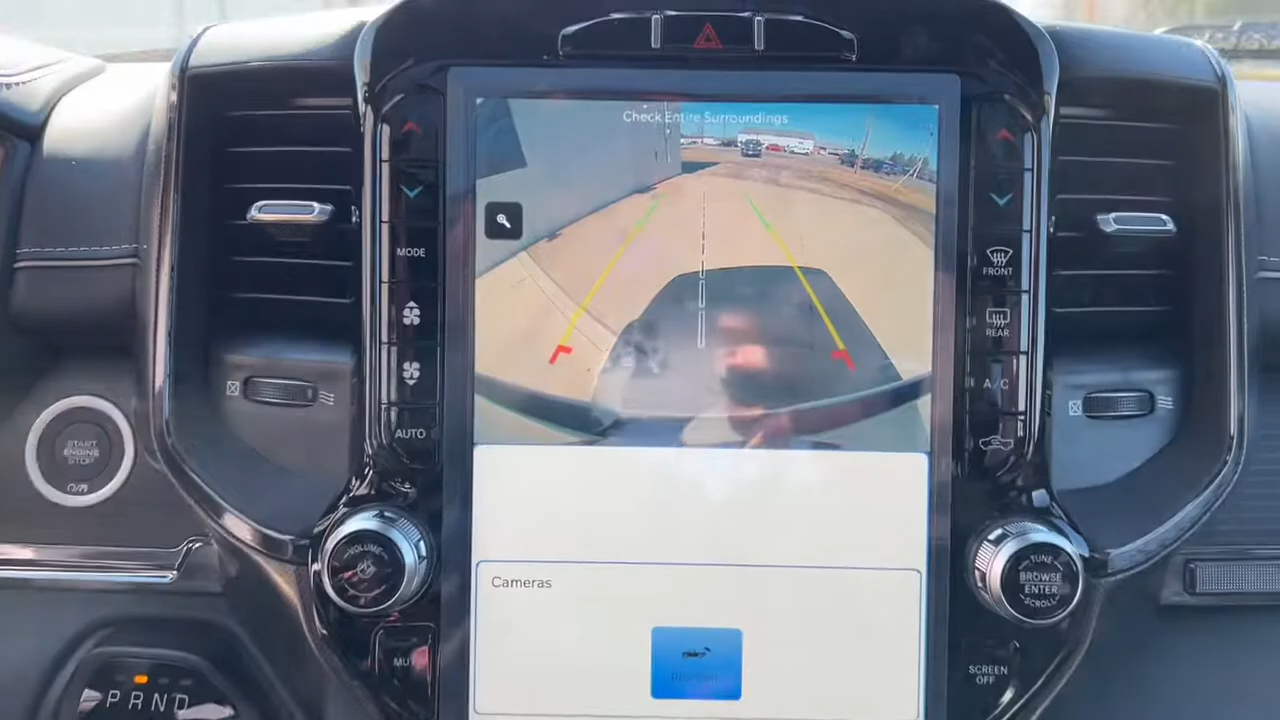 Check Entire Surroundings
MODE
FRONT
REAR
A/C
AUTO
START
ENGINE
STOP
VOLUME
TUNE
BROWSE
ENTER
SCROLL
Cameras
MUTE
SCREEN
OFF
PRND